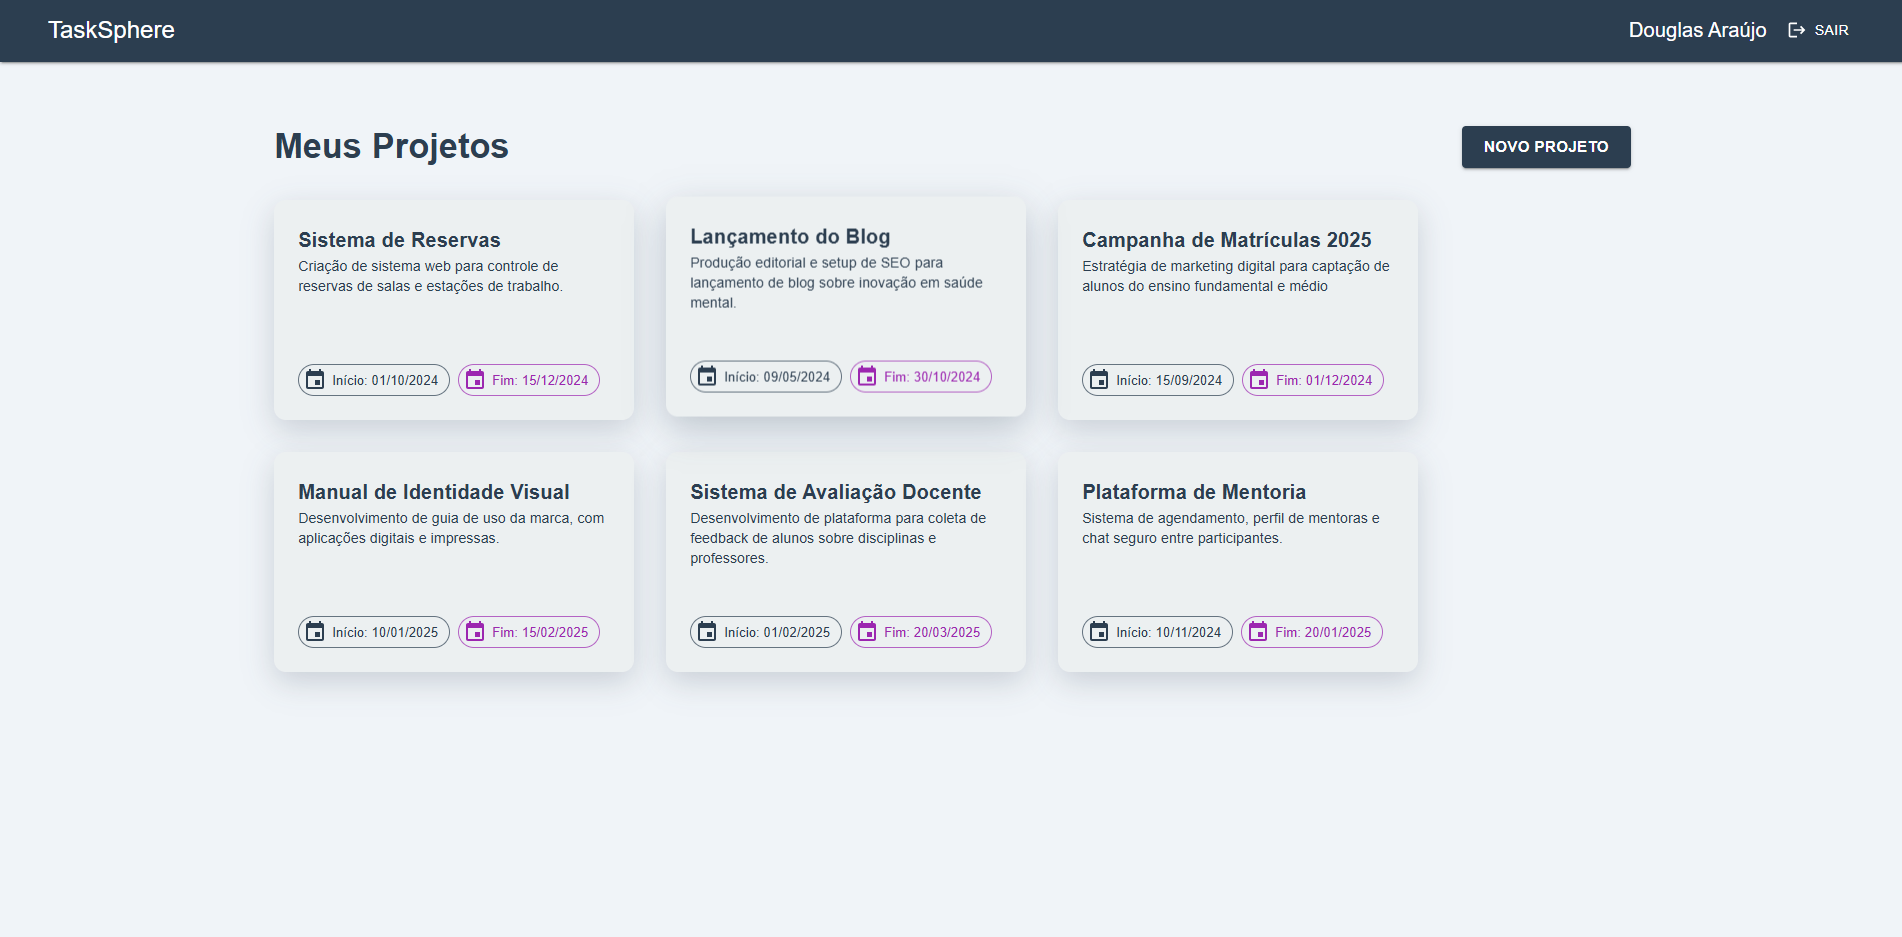 TaskSphere
Douglas Araújo
SAIR
Meus Projetos
NOVO PROJETO
Sistema de Reservas
Criação de sistema web para controle de
reservas de salas e estações de trabalho.
Início: 01/10/2024
Fim: 15/12/2024
Lançamento do Blog
Produção editorial e setup de SEO para
lançamento de blog sobre inovação em saúde
mental.
Início: 09/05/2024
Fim: 30/10/2024
Campanha de Matrículas 2025
Estratégia de marketing digital para captação de
alunos do ensino fundamental e médio
Início: 15/09/2024
Fim: 01/12/2024
Manual de Identidade Visual
Desenvolvimento de guia de uso da marca, com
aplicações digitais e impressas.
Início: 10/01/2025
Fim: 15/02/2025
Sistema de Avaliação Docente
Desenvolvimento de plataforma para coleta de
feedback de alunos sobre disciplinas e
professores.
Início: 01/02/2025
Fim: 20/03/2025
Plataforma de Mentoria
Sistema de agendamento, perfil de mentoras e
chat seguro entre participantes.
Início: 10/11/2024
Fim: 20/01/2025